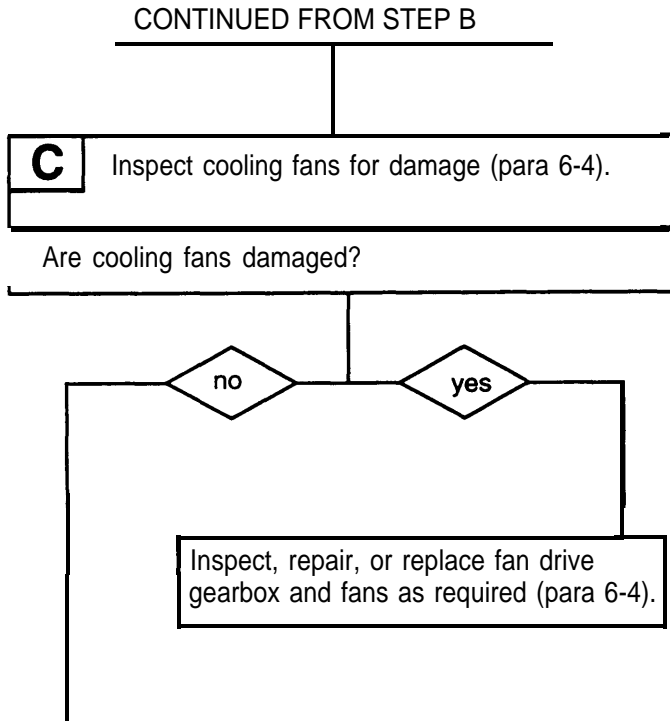 CONTINUED FROM STEP B
C Inspect cooling fans for damage (para 6-4).
Are cooling fans damaged?
no yes
Inspect, repair, or replace fan drive
gearbox and fans as required (para 6-4).